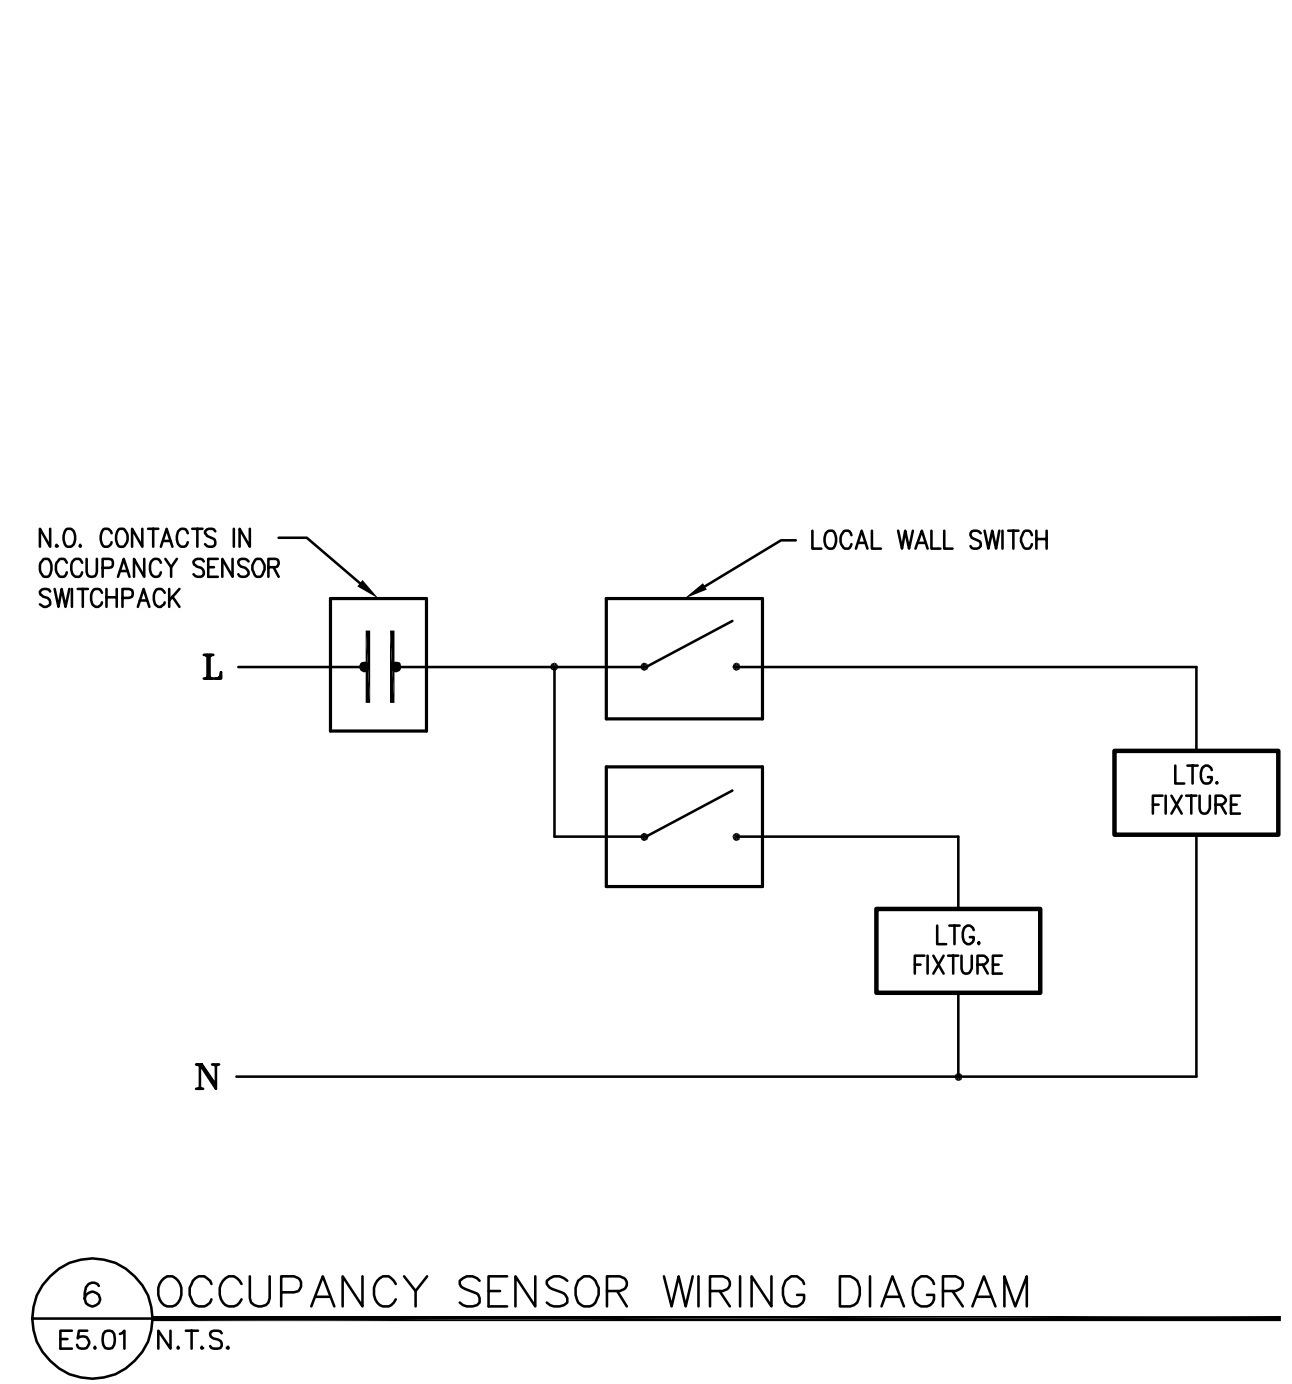 N.O. CONTACTS IN
OCCUPANCY SENSOR
SWITCHPACK
LOCAL WALL SWITCH
L
LTG.
FIXTURE
LTG.
FIXTURE
N
6
OCCUPANCY SENSOR WIRING DIAGRAM
E5.01
N.T.S.